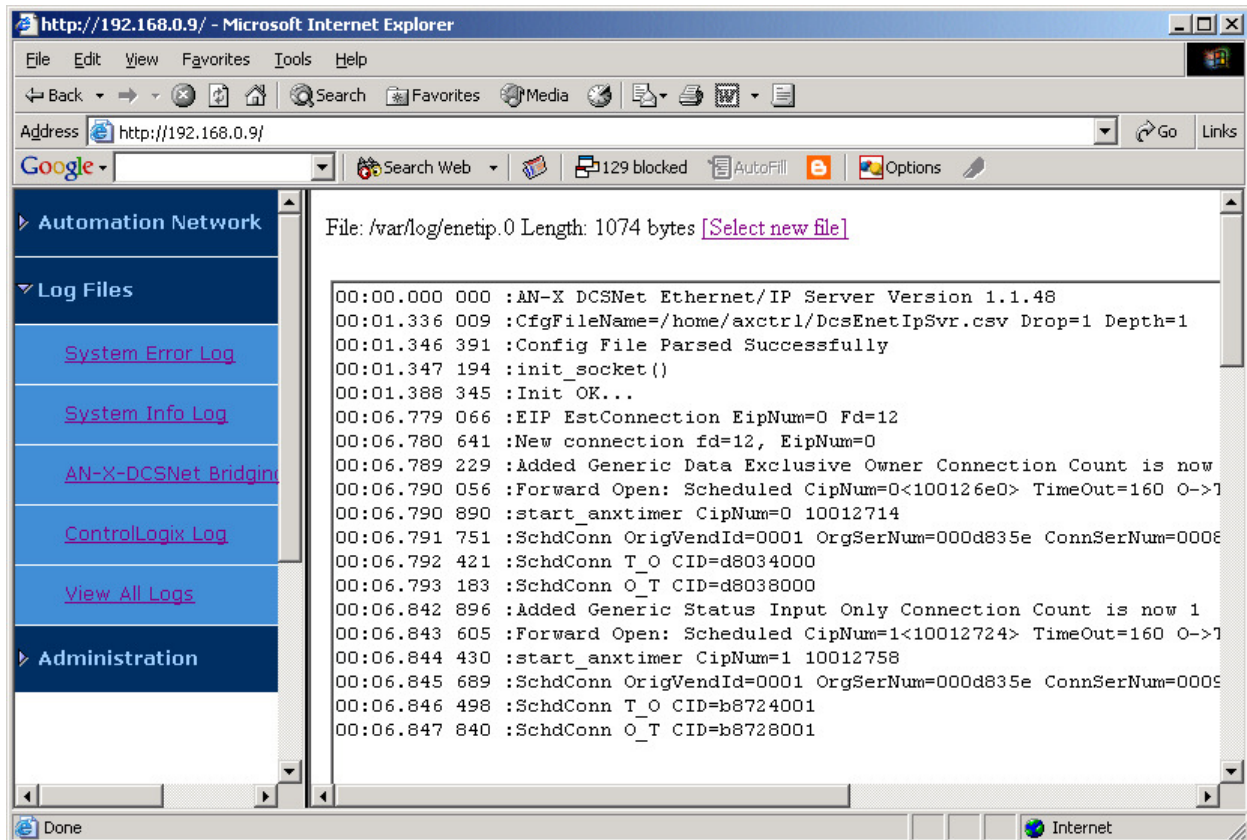 http://192.168.0.9/ - Microsoft Internet Explorer
File Edit View Favorites Tools Help
Back Search Favorites Media
Address http://192.168.0.9/ Go Links
Google Search Web 129 blocked AutoFill Options
Automation Network
Log Files
System Error Log
System Info Log
AN-X-DCSNet Bridging
ControlLogix Log
View All Logs
Administration
File: /var/log/enetip.0 Length: 1074 bytes [Select new file]
00:00.000 000 :AN-X DCSNet Ethernet/IP Server Version 1.1.48
00:01.336 009 :CfgFileName=/home/axctrl/DcsEnetIpSvr.csv Drop=1 Depth=1
00:01.346 391 :Config File Parsed Successfully
00:01.347 194 :init_socket()
00:01.388 345 :Init OK...
00:06.779 066 :EIP EstConnection EipNum=0 Fd=12
00:06.780 641 :New connection fd=12, EipNum=0
00:06.789 229 :Added Generic Data Exclusive Owner Connection Count is now
00:06.790 056 :Forward Open: Scheduled CipNum=0<100126e0> TimeOut=160 O->T
00:06.790 890 :start_anxtimer CipNum=0 10012714
00:06.791 751 :SchdConn OrigVendId=0001 OrgSerNum=000d835e ConnSerNum=0008
00:06.792 421 :SchdConn T_O CID=d8034000
00:06.793 183 :SchdConn O_T CID=d8038000
00:06.842 896 :Added Generic Status Input Only Connection Count is now 1
00:06.843 605 :Forward Open: Scheduled CipNum=1<10012724> TimeOut=160 O->T
00:06.844 430 :start_anxtimer CipNum=1 10012758
00:06.845 689 :SchdConn OrigVendId=0001 OrgSerNum=000d835e ConnSerNum=0009
00:06.846 498 :SchdConn T_O CID=b8724001
00:06.847 840 :SchdConn O_T CID=b8728001
Done Internet